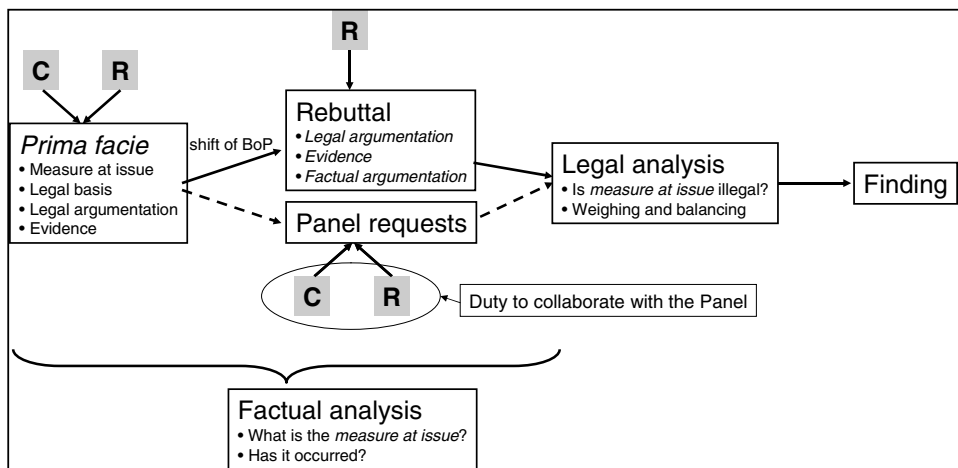 R
C
R
Prima facie
• Measure at issue
• Legal basis
• Legal argumentation
• Evidence
shift of BoP
Rebuttal
• Legal argumentation
• Evidence
• Factual argumentation
Panel requests
C
R
Duty to collaborate with the Panel
Legal analysis
• Is measure at issue illegal?
• Weighing and balancing
Finding
Factual analysis
• What is the measure at issue?
• Has it occurred?